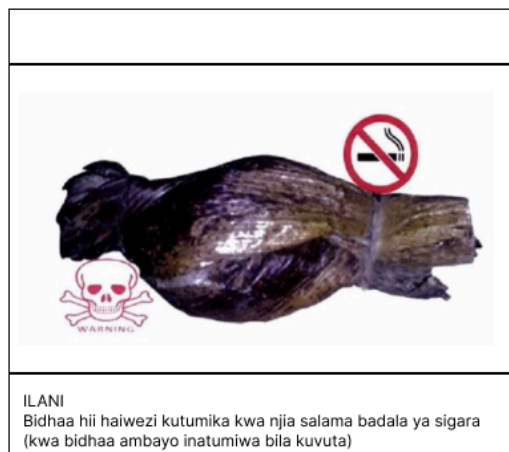 WARNING
ILANI
Bidhaa hii haiwezi kutumika kwa njia salama badala ya sigara
(kwa bidhaa ambayo inatumiwa bila kuvuta)